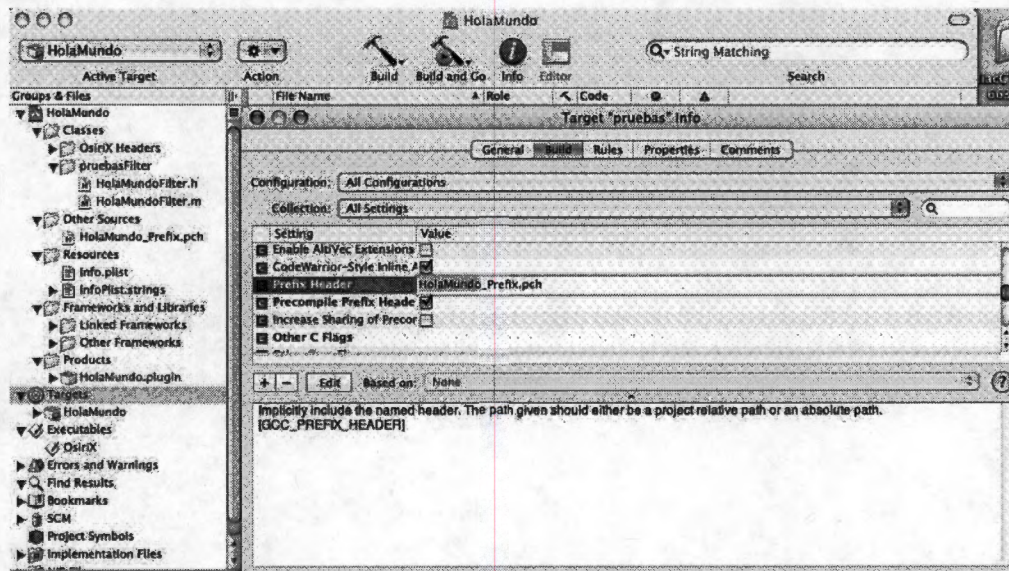 HolaMundo
HolaMundo
String Matching
Active Target
Action
Build
Build and Go
Info
Editor
Search
Groups & Files
File Name
Role
Code
HolaMundo
Classes
OsiriX Headers
pruebasFilter
HolaMundoFilter.h
HolaMundoFilter.m
Other Sources
HolaMundo_Prefix.pch
Resources
Info.plist
InfoPlist.strings
Frameworks and Libraries
Linked Frameworks
Other Frameworks
Products
HolaMundo.plugin
Targets
HolaMundo
Executables
OsiriX
Errors and Warnings
Find Results
Bookmarks
SCM
Project Symbols
Implementation Files
Target "pruebas" Info
General Build Rules Properties Comments
Configuration: All Configurations
Collection: All Settings
Setting Value
Enable AltiVec Extensions
CodeWarrior-Style Inline A
Prefix Header HolaMundo_Prefix.pch
Precompile Prefix Heade
Increase Sharing of Precor
Other C Flags
Edit Based on: None
Implicitly include the named header. The path given should either be a project relative path or an absolute path.
[GCC_PREFIX_HEADER]